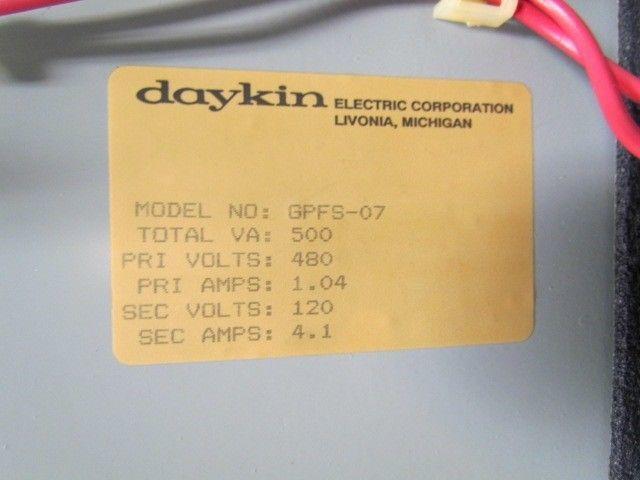 daykin ELECTRIC CORPORATION
LIVONIA, MICHIGAN
MODEL NO: GPFS-07
TOTAL VA: 500
PRI VOLTS: 480
PRI AMPS: 1.04
SEC VOLTS: 120
SEC AMPS: 4.1